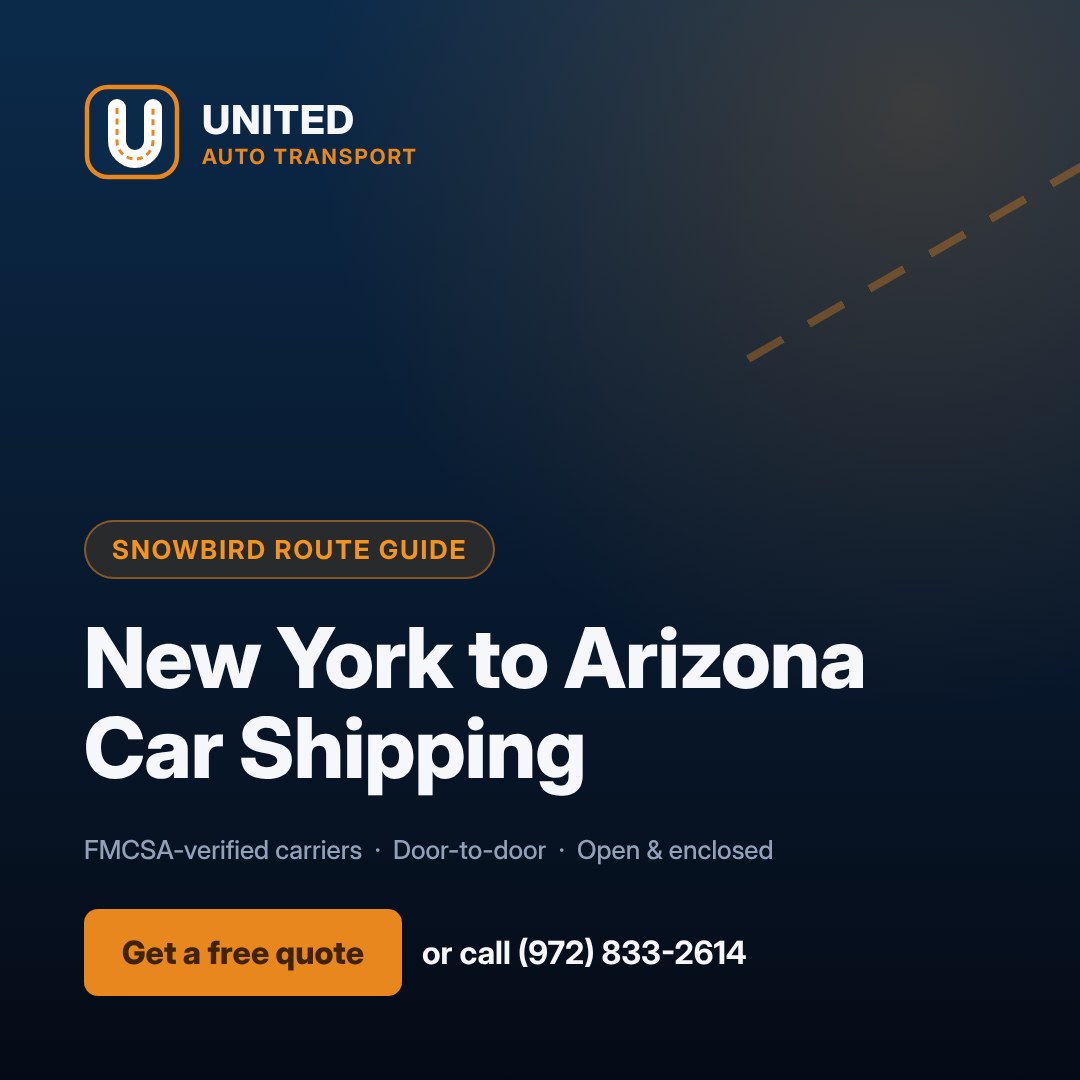 U
UNITED
AUTO TRANSPORT
SNOWBIRD ROUTE GUIDE
New York to Arizona
Car Shipping
FMCSA-verified carriers · Door-to-door · Open & enclosed
Get a free quote
or call (972) 833-2614